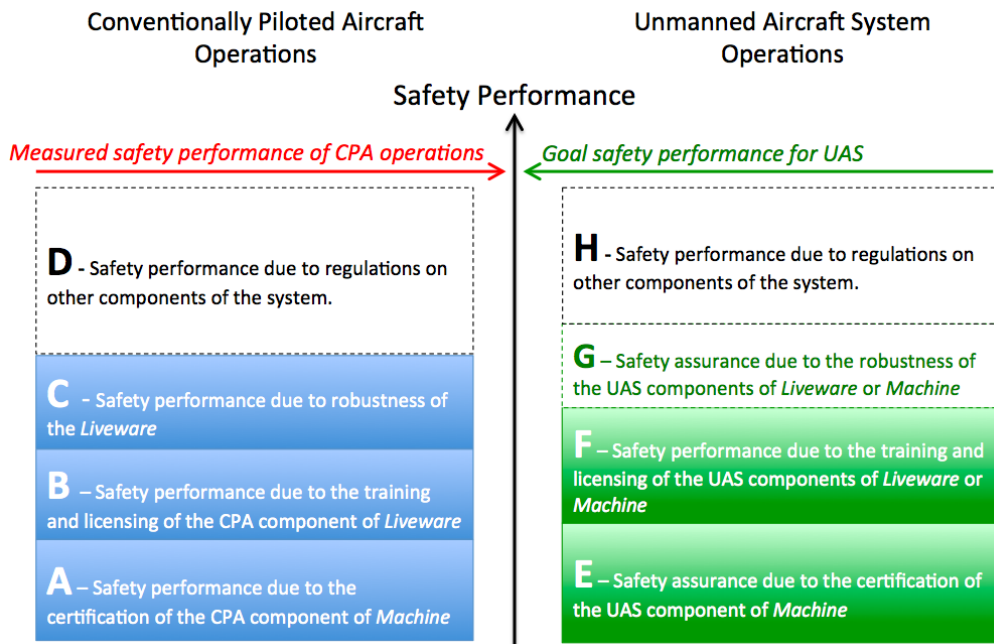 Conventionally Piloted Aircraft
Operations
Unmanned Aircraft System
Operations
Safety Performance
Measured safety performance of CPA operations
Goal safety performance for UAS
D - Safety performance due to regulations on
other components of the system.
C - Safety performance due to robustness of
the Liveware
B – Safety performance due to the training
and licensing of the CPA component of Liveware
A – Safety performance due to the
certification of the CPA component of Machine
H - Safety performance due to regulations on
other components of the system.
G – Safety assurance due to the robustness of
the UAS components of Liveware or Machine
F – Safety performance due to the training and
licensing of the UAS components of Liveware or
Machine
E – Safety assurance due to the certification of
the UAS component of Machine